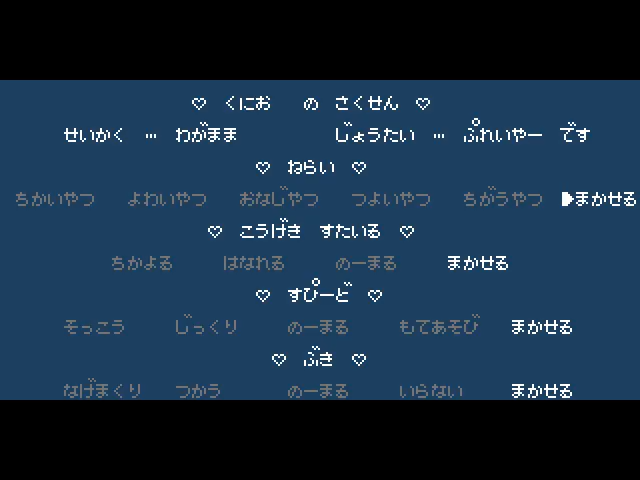 ♡ くにお の さくせん ♡
せいかく … わがまま じょうたい … ぷれいやー です
♡ ねらい ♡
ちかいやつ よわいやつ おなじやつ つよいやつ ちがうやつ ▶まかせる
♡ こうげき すたいる ♡
ちかよる はなれる のーまる まかせる
♡ すぴーど ♡
そっこう じっくり のーまる もてあそび まかせる
♡ ぶき ♡
なげまくり つかう のーまる いらない まかせる